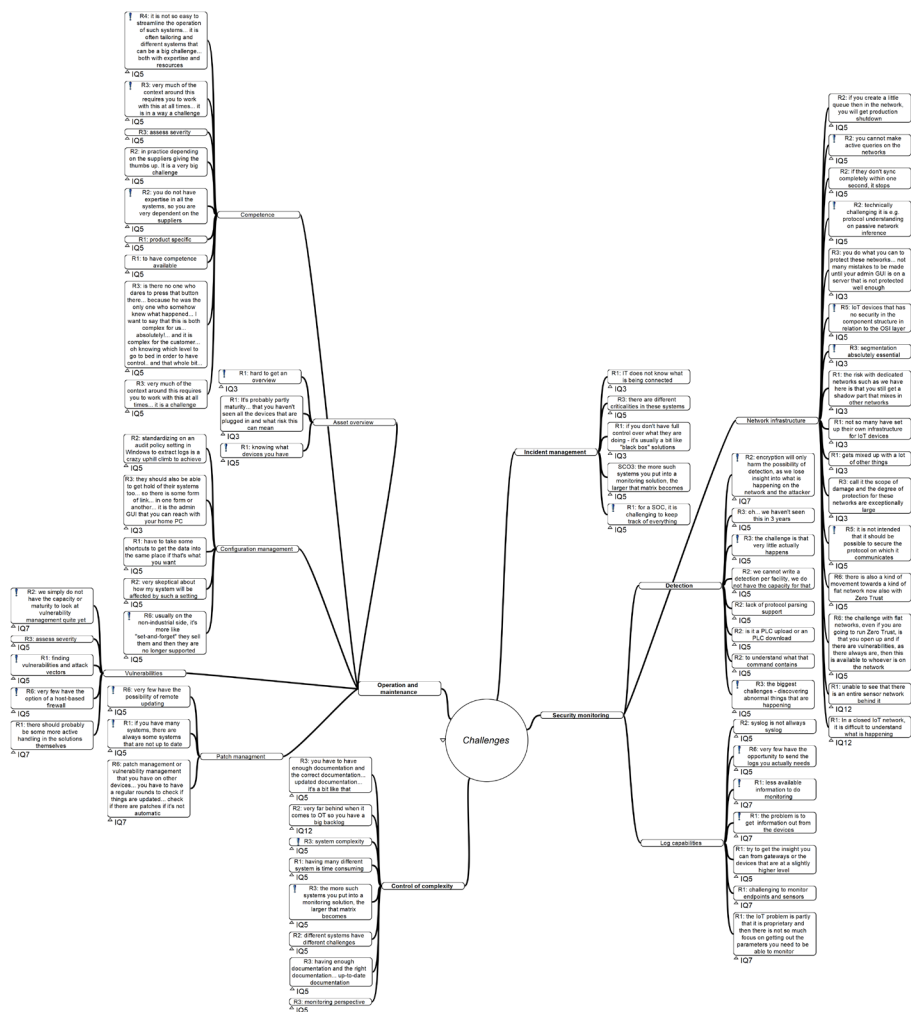 R4: it is not so easy to
streamline the operation
of such systems... it is
often tailoring and
different systems that
can be a big challenge...
both with expertise and
resources
IQ5
R3: very much of the
context around this
requires you to work
with this at all times... it
is in a way a challenge
IQ5
R3: assess severity
IQ5
R2: in practice depending
on the suppliers giving the
thumbs up. It is a very big
challenge
IQ5
R2: you do not have
expertise in all the
systems, so you are
very dependent on the
suppliers
IQ5
R1: product specific
IQ5
R1: to have competence
available
IQ5
R3: is there no one who
dares to press that button
there... because he was the
only one who somehow
knew what happened... I
want to say that this is both
complex for us...
absolutely!... and it is
complex for the customer...
oh knowing which level to
go to bed in order to have
control.. and that whole bit...
IQ5
R3: very much of the
context around this requires
you to work with this at all
times... it is a challenge
IQ5
Competence
R1: hard to get an
overview
IQ3
R1: It's probably partly
maturity... that you haven't
seen all the devices that are
plugged in and what risk this
can mean
IQ3
R1: knowing what
devices you have
IQ5
Asset overview
R2: standardizing on an
audit policy setting in
Windows to extract logs is a
crazy uphill climb to achieve
IQ5
R3: they should also be able
to get hold of their systems
too... so there is some form
of link... in one form or
another... it is the admin
GUI that you can reach with
your home PC
IQ3
R1: have to take some
shortcuts to get the data into
the same place if that's what
you want
IQ5
R2: very skeptical about
how my system will be
affected by such a setting
IQ5
R6: usually on the
non-industrial side, it's
more like
"set-and-forget" they sell
them and then they are
no longer supported
IQ5
Configuration management
R2: we simply do not
have the capacity or
maturity to look at
vulnerability
management quite yet
IQ7
R3: assess severity
IQ5
R1: finding
vulnerabilities and attack
vectors
IQ5
R6: very few have the
option of a host-based
firewall
IQ5
R1: there should probably
be some more active
handling in the solutions
themselves
IQ7
Vulnerabilities
R6: very few have the
possibility of remote
updating
IQ5
R1: if you have many
systems, there are
always some systems
that are not up to date
IQ5
R6: patch management or
vulnerability management
that you have on other
devices... you have to have
a regular rounds to check if
things are updated... check
if there are patches if it's not
automatic
IQ7
Patch managment
Operation and
maintenance
R3: you have to have
enough documentation and
the correct documentation...
updated documentation...
it's a bit like that
IQ5
R2: very far behind when it
comes to OT so you have a
big backlog
IQ12
R3: system complexity
IQ5
R1: having many different
system is time consuming
IQ5
R3: the more such
systems you put into a
monitoring solution, the
larger that matrix
becomes
IQ5
R2: different systems have
different challenges
IQ5
R3: having enough
documentation and the right
documentation... up-to-date
documentation
IQ5
R3: monitoring perspective
IQ5
Control of complexity
Challenges
R1: IT does not know what
is being connected
IQ3
R3: there are different
criticalities in these systems
IQ5
R1: if you don't have full
control over what they are
doing - it's usually a bit like
"black box" solutions
IQ3
SCO3: the more such
systems you put into a
monitoring solution, the
larger that matrix becomes
IQ5
R1: for a SOC, it is
challenging to keep
track of everything
IQ5
Incident management
R2: if you create a little
queue then in the network,
you will get production
shutdown
IQ5
R2: you cannot make
active queries on the
networks
IQ5
R2: if they don't sync
completely within one
second, it stops
IQ5
R2: technically
challenging it is e.g.
protocol understanding
on passive network
inference
IQ5
R3: you do what you can to
protect these networks... not
many mistakes to be made
until your admin GUI is on a
server that is not protected
well enough
IQ3
R5: IoT devices that has
no security in the
component structure in
relation to the OSI layer
IQ5
R3: segmentation
absolutely essential
IQ3
R1: the risk with dedicated
networks such as we have
here is that you still get a
shadow part that mixes in
other networks
IQ3
R1: not so many have set
up their own infrastructure
for IoT devices
IQ3
R1: gets mixed up with a lot
of other things
IQ3
R3: call it the scope of
damage and the degree of
protection for these
networks are exceptionally
large
IQ3
R5: it is not intended
that it should be
possible to secure the
protocol on which it
communicates
IQ5
R6: there is also a kind of
movement towards a kind of
flat network now also with
Zero Trust
IQ5
R6: the challenge with flat
networks, even if you are
going to run Zero Trust, is
that you open up and if
there are vulnerabilities, as
there always are, then this
is available to whoever is on
the network
IQ5
R1: unable to see that there
is an entire sensor network
behind it
IQ12
R1: In a closed IoT network,
it is difficult to understand
what is happening
IQ12
Network infrastructure
R2: encryption will only
harm the possibility of
detection, as we lose
insight into what is
happening on the
network and the attacker
IQ7
R3: oh... we haven't seen
this in 3 years
IQ5
R3: the challenge is that
very little actually
happens
IQ5
R2: we cannot write a
detection per facility, we do
not have the capacity for that
IQ5
R2: lack of protocol parsing
support
IQ5
R2: is it a PLC upload or an
PLC download
IQ5
R2: to understand what that
command contains
IQ5
R3: the biggest
challenges - discovering
abnormal things that are
happening
IQ5
Detection
Security monitoring
R2: syslog is not allways
syslog
IQ5
R6: very few have the
opportunity to send the
logs you actually needs
IQ5
R1: less available
information to do
monitoring
IQ7
R1: the problem is to
get information out from
the devices
IQ7
R1: try to get the insight you
can from gateways or the
devices that are at a slightly
higher level
IQ5
R1: challenging to monitor
endpoints and sensors
IQ7
R1: the IoT problem is partly
that it is proprietary and
then there is not so much
focus on getting out the
parameters you need to be
able to monitor
IQ7
Log capabilities